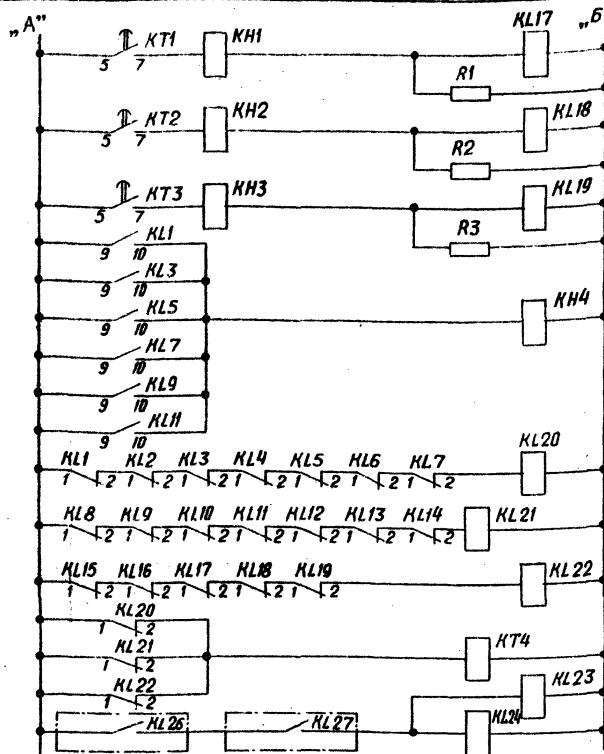 „А" KL17 „Б
KT1 KH1
5 7
R1
KL18
KT2 KH2
5 7
R2
KL19
KT3 KH3
5 7
R3
KL1
9 10
KL3
9 10
KL5 KH4
9 10
KL7
9 10
KL9
9 10
KL11
9 10
KL1 KL2 KL3 KL4 KL5 KL6 KL7 KL20
1 2 1 2 1 2 1 2 1 2 1 2 1 2
KL8 KL9 KL10 KL11 KL12 KL13 KL14 KL21
1 2 1 2 1 2 1 2 1 2 1 2 1 2
KL15 KL16 KL17 KL18 KL19 KL22
1 2 1 2 1 2 1 2 1 2
KL20
1 2
KL21 KT4
1 2
KL22 KL23
1 2
KL26 KL27 KL24